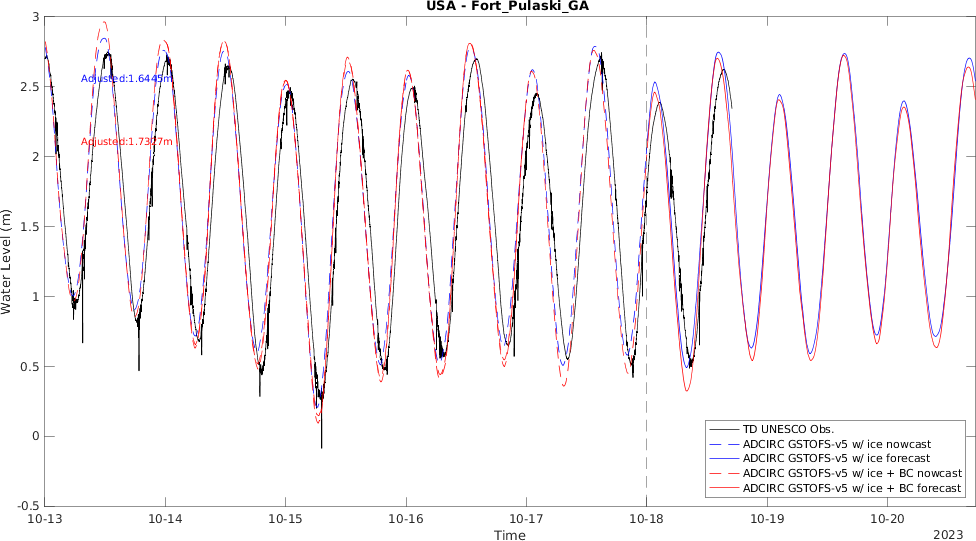 USA - Fort_Pulaski_GA
3
2.5
2
1.5
1
0.5
0
-0.5
Water Level (m)
Adjusted:1.6445m
Adjusted:1.7327m
TD UNESCO Obs.
ADCIRC GSTOFS-v5 w/ ice nowcast
ADCIRC GSTOFS-v5 w/ ice forecast
ADCIRC GSTOFS-v5 w/ ice + BC nowcast
ADCIRC GSTOFS-v5 w/ ice + BC forecast
10-13 10-14 10-15 10-16 10-17 10-18 10-19 10-20
Time
2023